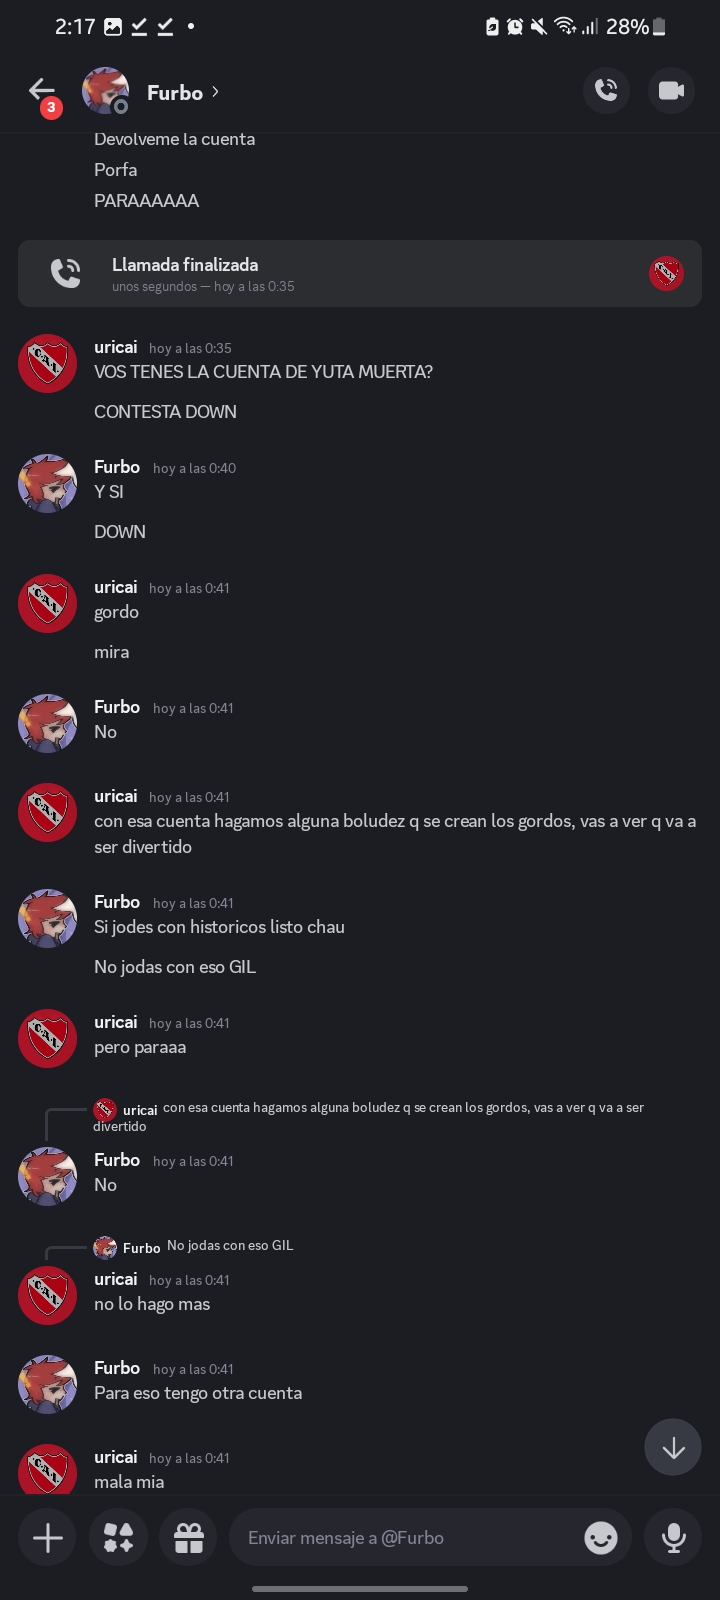 2:17
28%
3
Furbo
Devolveme la cuenta
Porfa
PARAAAAAA
Llamada finalizada
unos segundos — hoy a las 0:35
uricai hoy a las 0:35
VOS TENES LA CUENTA DE YUTA MUERTA?
CONTESTA DOWN
Furbo hoy a las 0:40
Y SI
DOWN
uricai hoy a las 0:41
gordo
mira
Furbo hoy a las 0:41
No
uricai hoy a las 0:41
con esa cuenta hagamos alguna boludez q se crean los gordos, vas a ver q va a
ser divertido
Furbo hoy a las 0:41
Si jodes con historicos listo chau
No jodas con eso GIL
uricai hoy a las 0:41
pero paraaa
uricai con esa cuenta hagamos alguna boludez q se crean los gordos, vas a ver q va a ser
divertido
Furbo hoy a las 0:41
No
Furbo No jodas con eso GIL
uricai hoy a las 0:41
no lo hago mas
Furbo hoy a las 0:41
Para eso tengo otra cuenta
uricai hoy a las 0:41
mala mia
Enviar mensaje a @Furbo